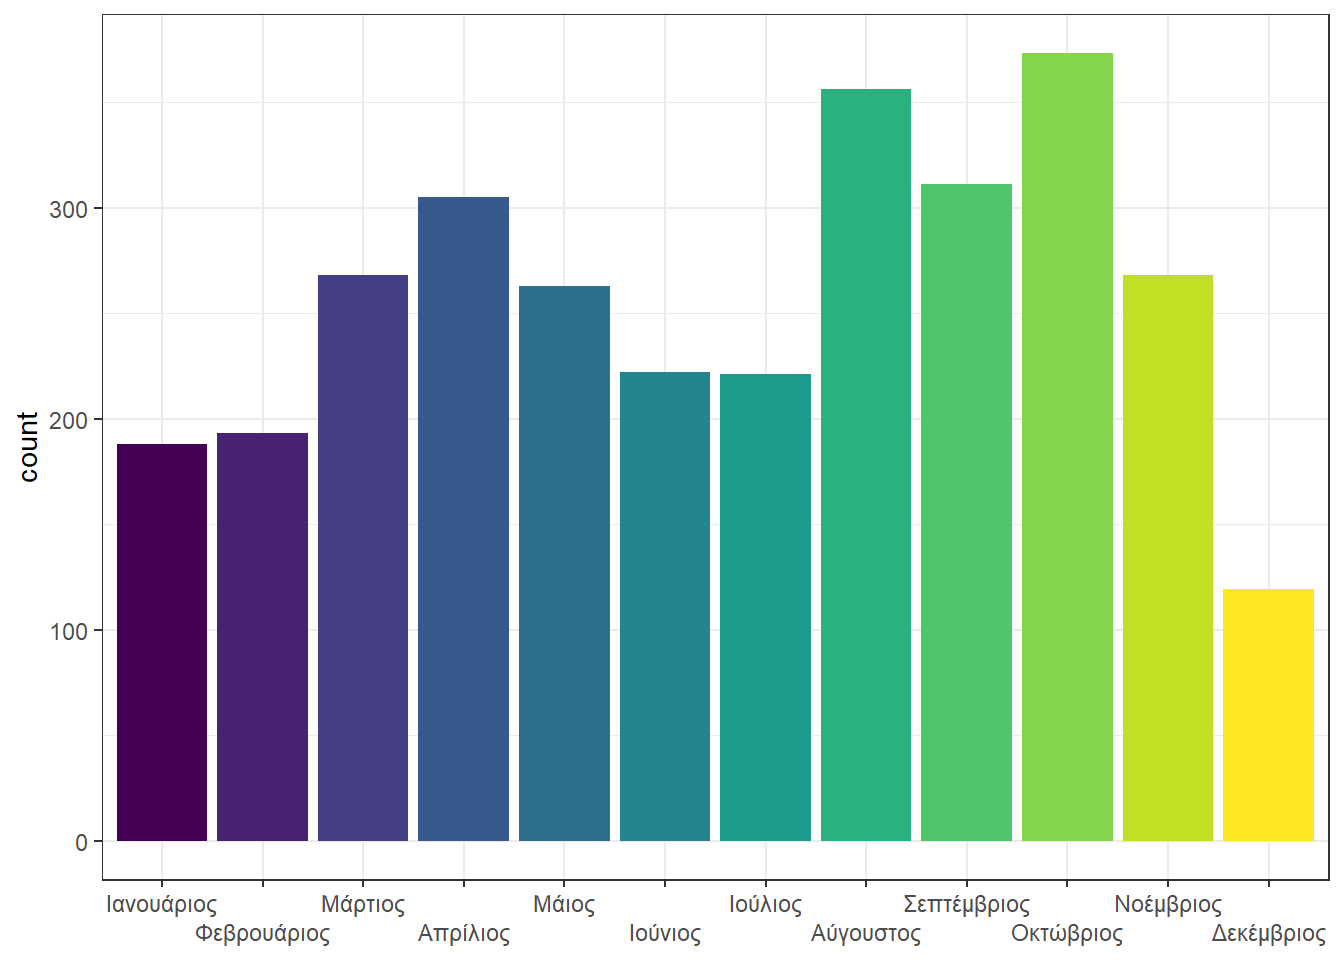 count
300
200
100
0
Ιανουάριος Μάρτιος Μάιος Ιούλιος Σεπτέμβριος Νοέμβριος
Φεβρουάριος Απρίλιος Ιούνιος Αύγουστος Οκτώβριος Δεκέμβριος